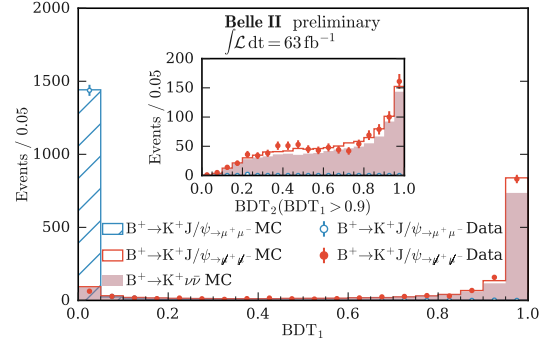 Belle II preliminary
∫ℒ dt = 63 fb⁻¹
Events / 0.05
1500
1000
500
0
Events / 0.05
200
150
100
50
0
0.0 0.2 0.4 0.6 0.8 1.0
BDT₂(BDT₁ > 0.9)
B⁺→K⁺J/ψ→μ⁺μ⁻ MC
B⁺→K⁺J/ψ→μ⁺μ⁻ Data
B⁺→K⁺J/ψ→μ̸⁺μ̸⁻ MC
B⁺→K⁺J/ψ→μ̸⁺μ̸⁻ Data
B⁺→K⁺νν̄ MC
0.0 0.2 0.4 0.6 0.8 1.0
BDT₁